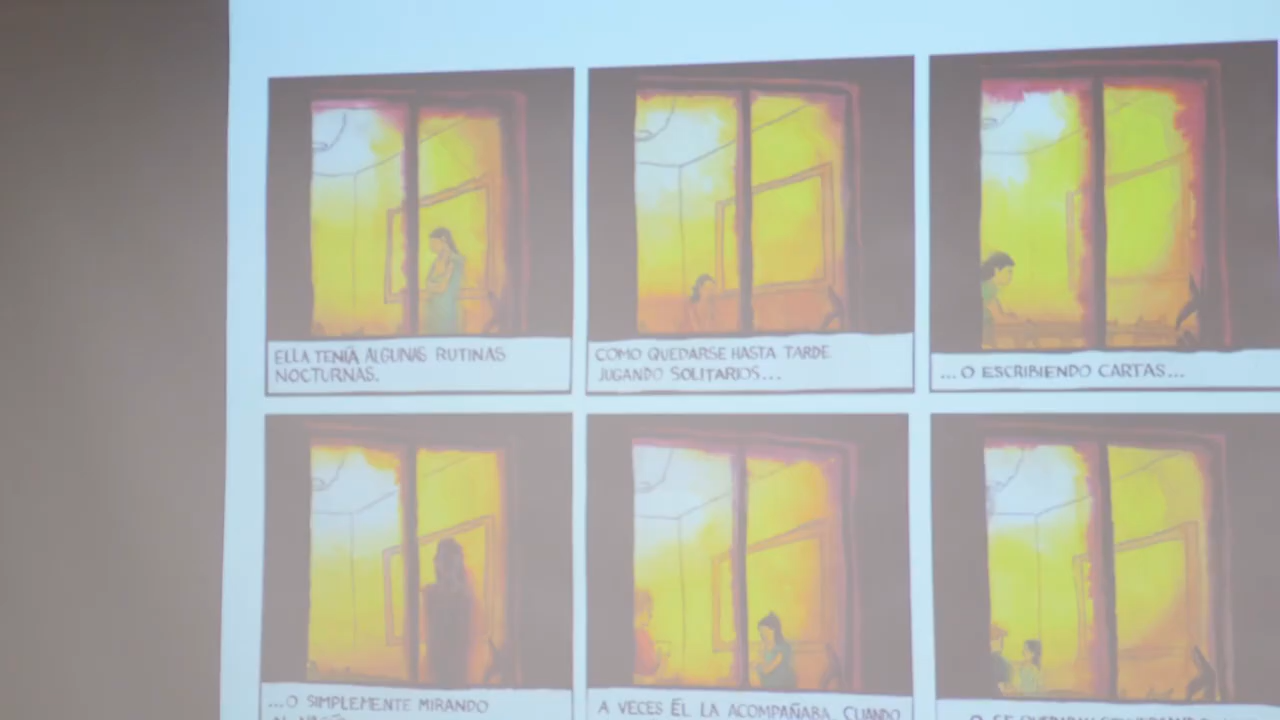 ELLA TENÍA ALGUNAS RUTINAS
NOCTURNAS.
COMO QUEDARSE HASTA TARDE
JUGANDO SOLITARIOS...
...O ESCRIBIENDO CARTAS...
...O SIMPLEMENTE MIRANDO
A VECES ÉL LA ACOMPAÑABA, CUANDO